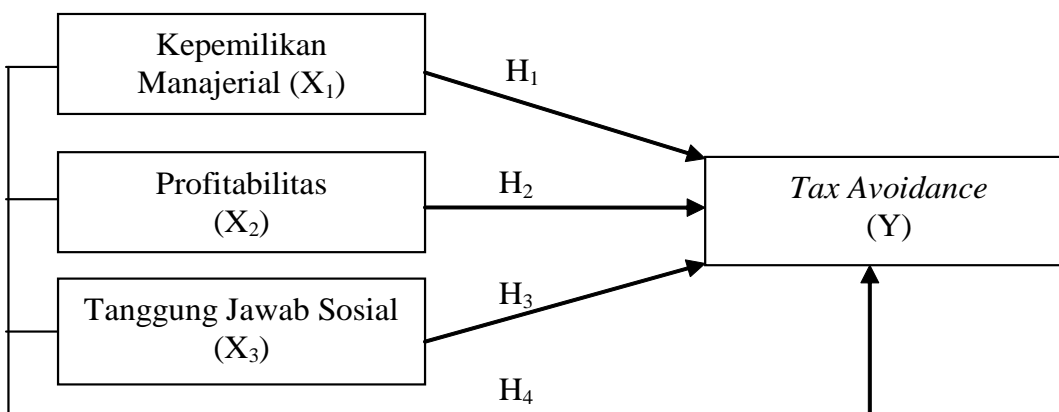 Kepemilikan
Manajerial (X₁)
H₁
Profitabilitas
(X₂)
H₂
Tax Avoidance
(Y)
Tanggung Jawab Sosial
(X₃)
H₃
H₄